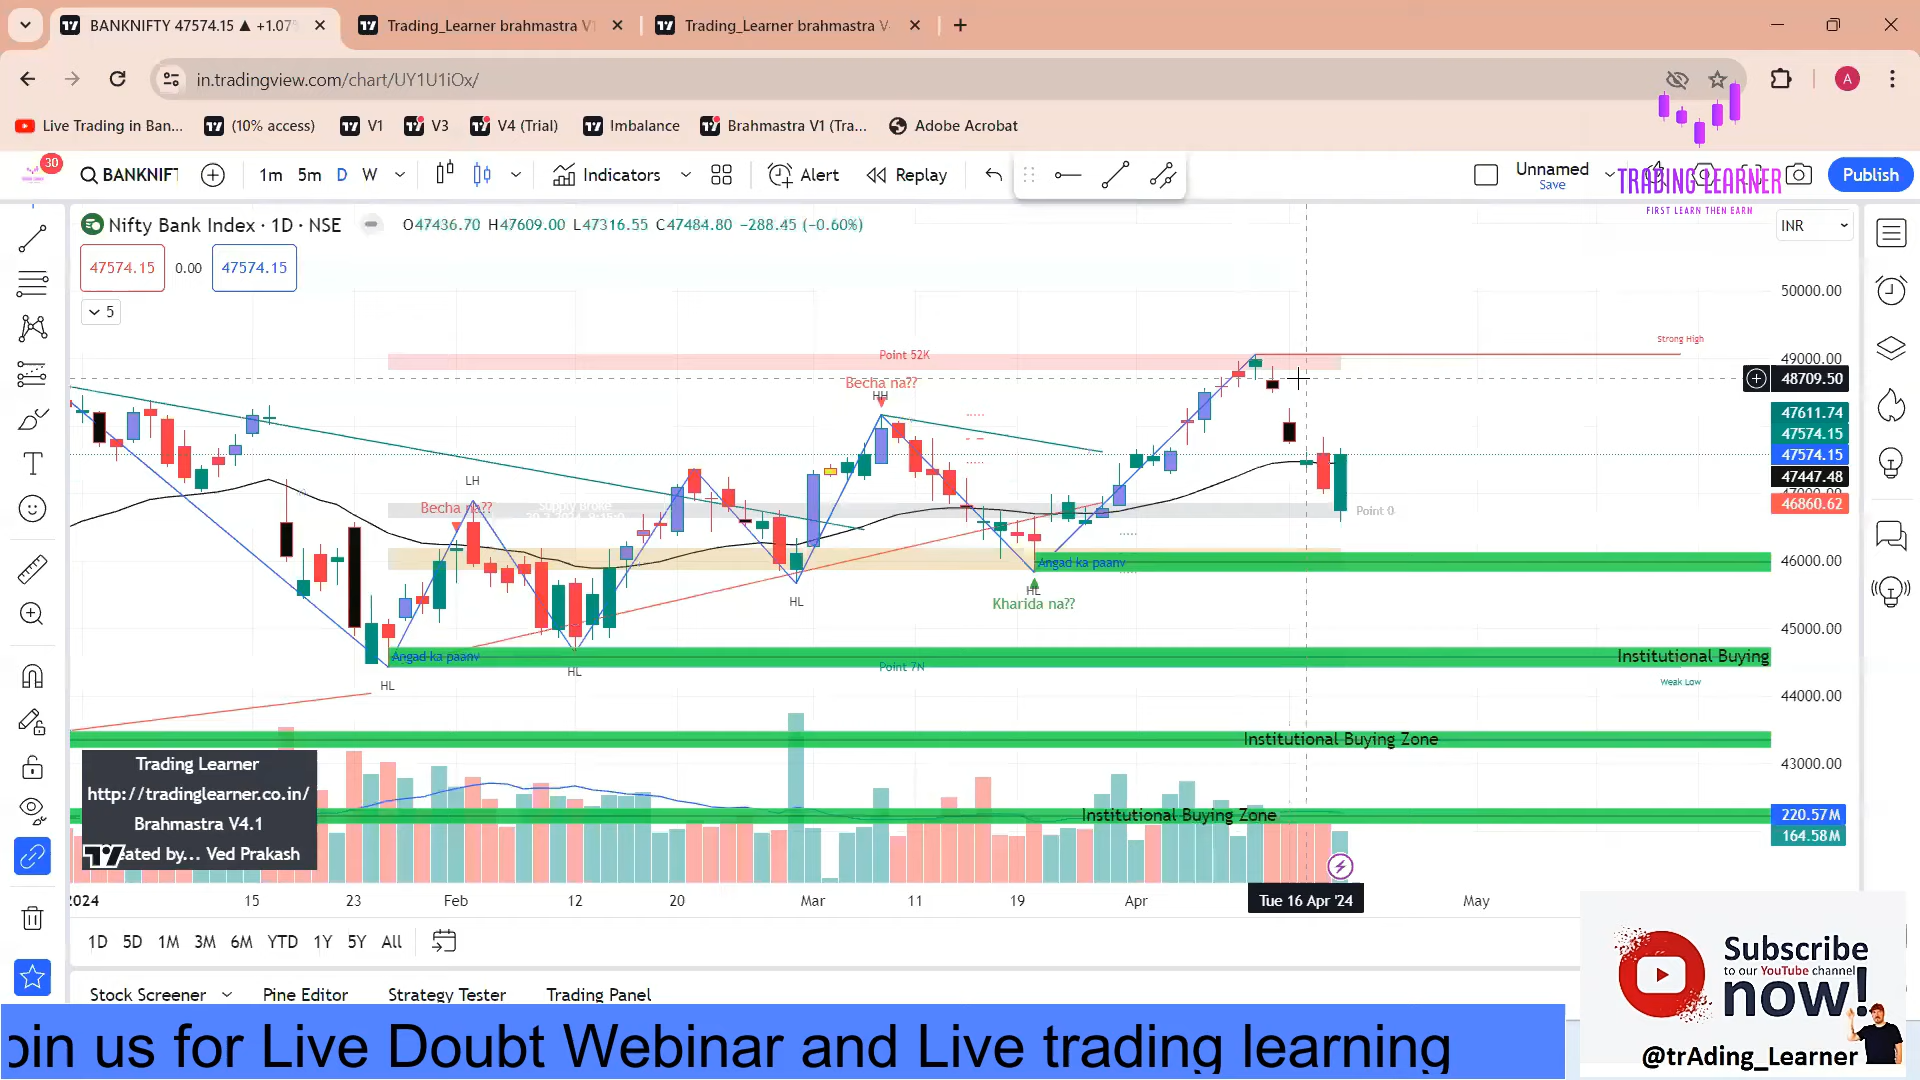 BANKNIFTY 47574.15 ▲ +1.07%
Trading_Learner brahmastra V
Trading_Learner brahmastra V
in.tradingview.com/chart/UY1U1iOx/
A
Live Trading in Ban...
(10% access)
V1
V3
V4 (Trial)
Imbalance
Brahmastra V1 (Tra...
Adobe Acrobat
30
BANKNIFT
1m 5m D W
Indicators
Alert
Replay
Unnamed
Save
Publish
TRADING LEARNER
FIRST LEARN THEN EARN
Nifty Bank Index · 1D · NSE
O47436.70 H47609.00 L47316.55 C47484.80 −288.45 (−0.60%)
INR
47574.15 0.00 47574.15
5
50000.00
Strong High
Point 52K
49000.00
48709.50
Becha na??
HH
47611.74
47574.15
47574.15
47447.48
LH
Becha na??
Supply Broke
Point 0
46860.62
46000.00
Angad ka paanv
HL
HL
Kharida na??
45000.00
Angad ka paanv
Point 7N
Institutional Buying
HL
HL
Weak Low
44000.00
Institutional Buying Zone
43000.00
Institutional Buying Zone
220.57M
164.58M
Trading Learner
http://tradinglearner.co.in/
Brahmastra V4.1
eated by... Ved Prakash
2024 15 23 Feb 12 20 Mar 11 19 Apr Tue 16 Apr '24 May
1D 5D 1M 3M 6M YTD 1Y 5Y All
Stock Screener Pine Editor Strategy Tester Trading Panel
oin us for Live Doubt Webinar and Live trading learning
Subscribe
to our YouTube channel
now!
@trAding_Learner